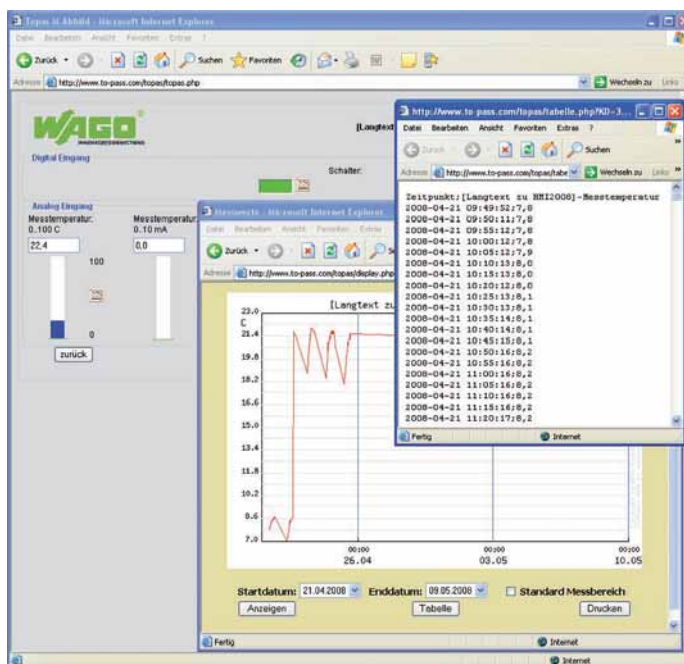 Topas IV Abbild - Microsoft Internet Explorer
Datei Bearbeiten Ansicht Favoriten Extras ?
Zurück Suchen Favoriten
Adresse http://www.to-pass.com/topas/topas.php Wechseln zu Links
WAGO
[Langtext
Digital Eingang
Schalter:
Analog Eingang
Messtemperatur: Messtemperatur:
0..100 C 0..10 mA
22,4 0,0
100
0
zurück
Messwerte - Microsoft Internet Explorer
Datei Bearbeiten Ansicht Favoriten Extras ?
Zurück
Adresse http://www.to-pass.com/topas/display.php
[Langtext zu
23.0
C
21.4
19.8
18.2
16.6
15.0
13.4
11.8
10.2
8.6
7.0
00:00 00:00 00:00
26.04 03.05 10.05
Startdatum: 21.04.2008 Enddatum: 09.05.2008 Standard Messbereich
Anzeigen Tabelle Drucken
Fertig Internet
http://www.to-pass.com/topas/tabelle.php?KD=3...
Datei Bearbeiten Ansicht Favoriten Extras ?
Zurück Suchen
Adresse http://www.to-pass.com/topas/tabe Wechseln zu Links
Zeitpunkt;[Langtext zu HMI2008]-Messtemperatur
2008-04-21 09:49:52;7,8
2008-04-21 09:50:11;7,8
2008-04-21 09:55:12;7,8
2008-04-21 10:00:12;7,8
2008-04-21 10:05:12;7,9
2008-04-21 10:10:13;8,0
2008-04-21 10:15:13;8,0
2008-04-21 10:20:12;8,0
2008-04-21 10:25:13;8,1
2008-04-21 10:30:13;8,1
2008-04-21 10:35:14;8,1
2008-04-21 10:40:14;8,1
2008-04-21 10:45:15;8,1
2008-04-21 10:50:16;8,2
2008-04-21 10:55:16;8,2
2008-04-21 11:00:16;8,2
2008-04-21 11:05:16;8,2
2008-04-21 11:10:16;8,2
2008-04-21 11:15:16;8,2
2008-04-21 11:20:17;8,2
Fertig Internet
Internet